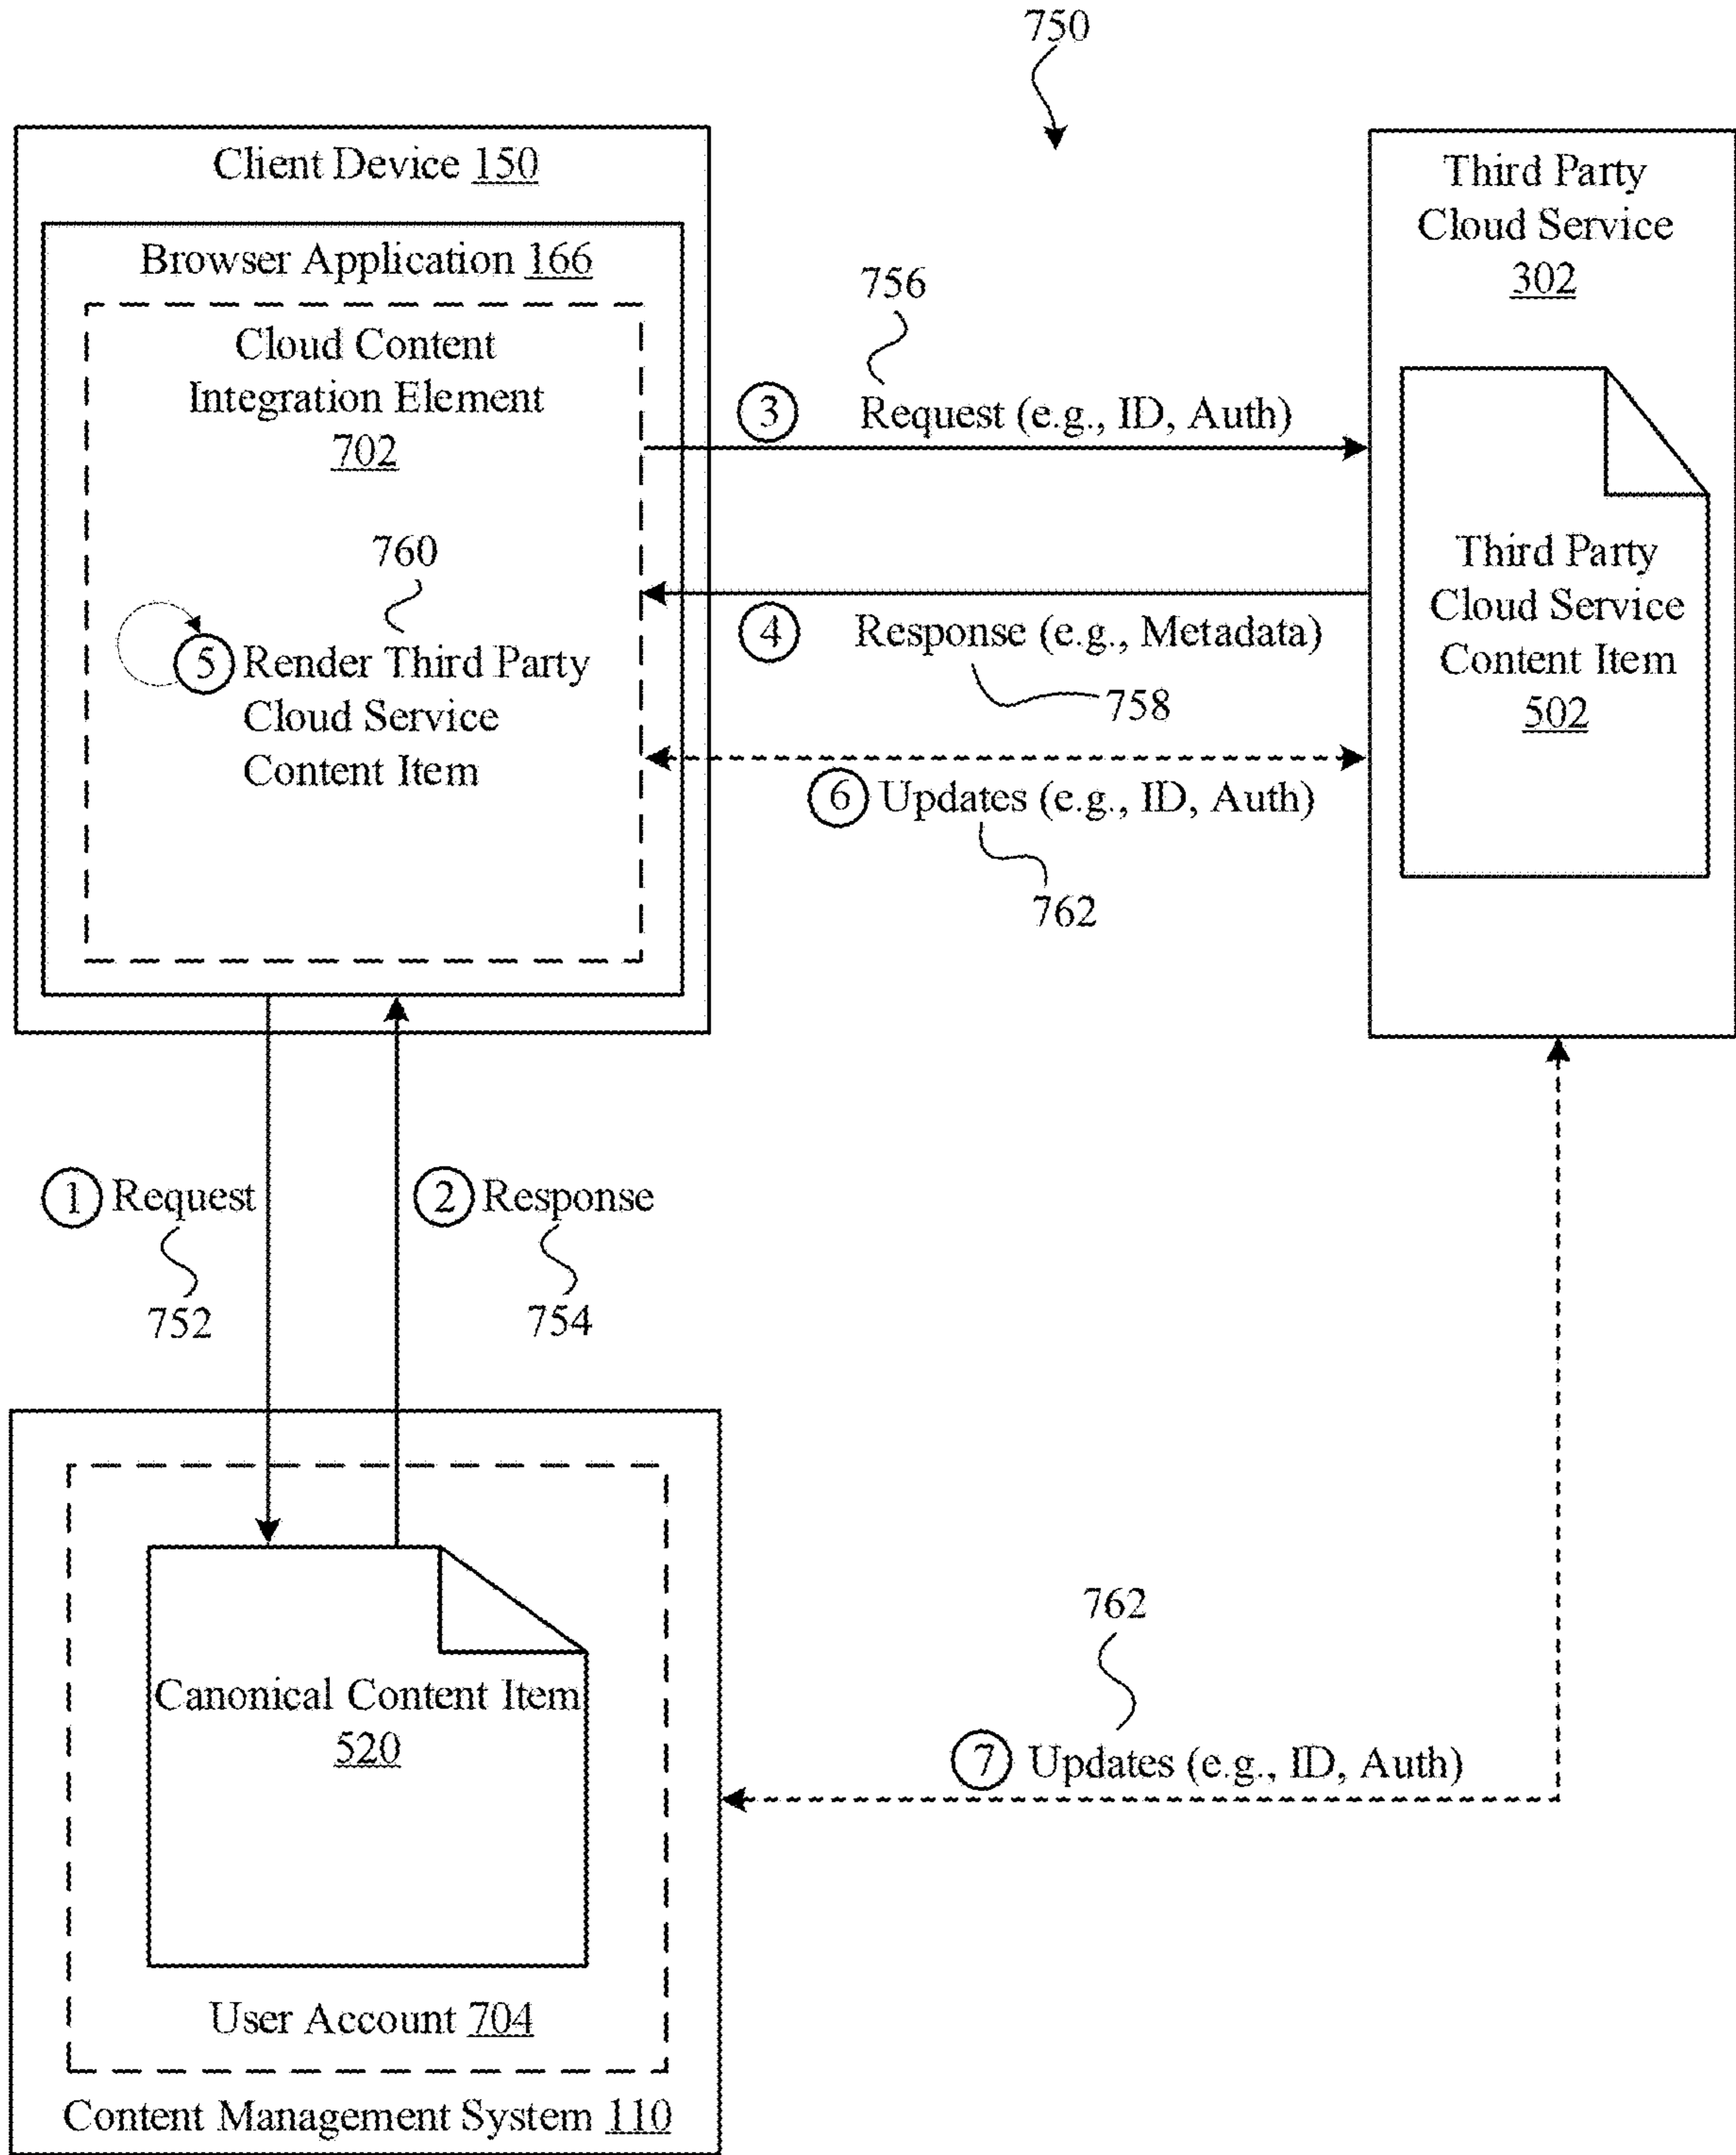 750
Client Device 150
Browser Application 166
Cloud Content
Integration Element
702
760
5 Render Third Party
Cloud Service
Content Item
756
3 Request (e.g., ID, Auth)
4 Response (e.g., Metadata)
758
6 Updates (e.g., ID, Auth)
762
Third Party
Cloud Service
302
Third Party
Cloud Service
Content Item
502
1 Request
752
2 Response
754
Canonical Content Item
520
User Account 704
Content Management System 110
762
7 Updates (e.g., ID, Auth)